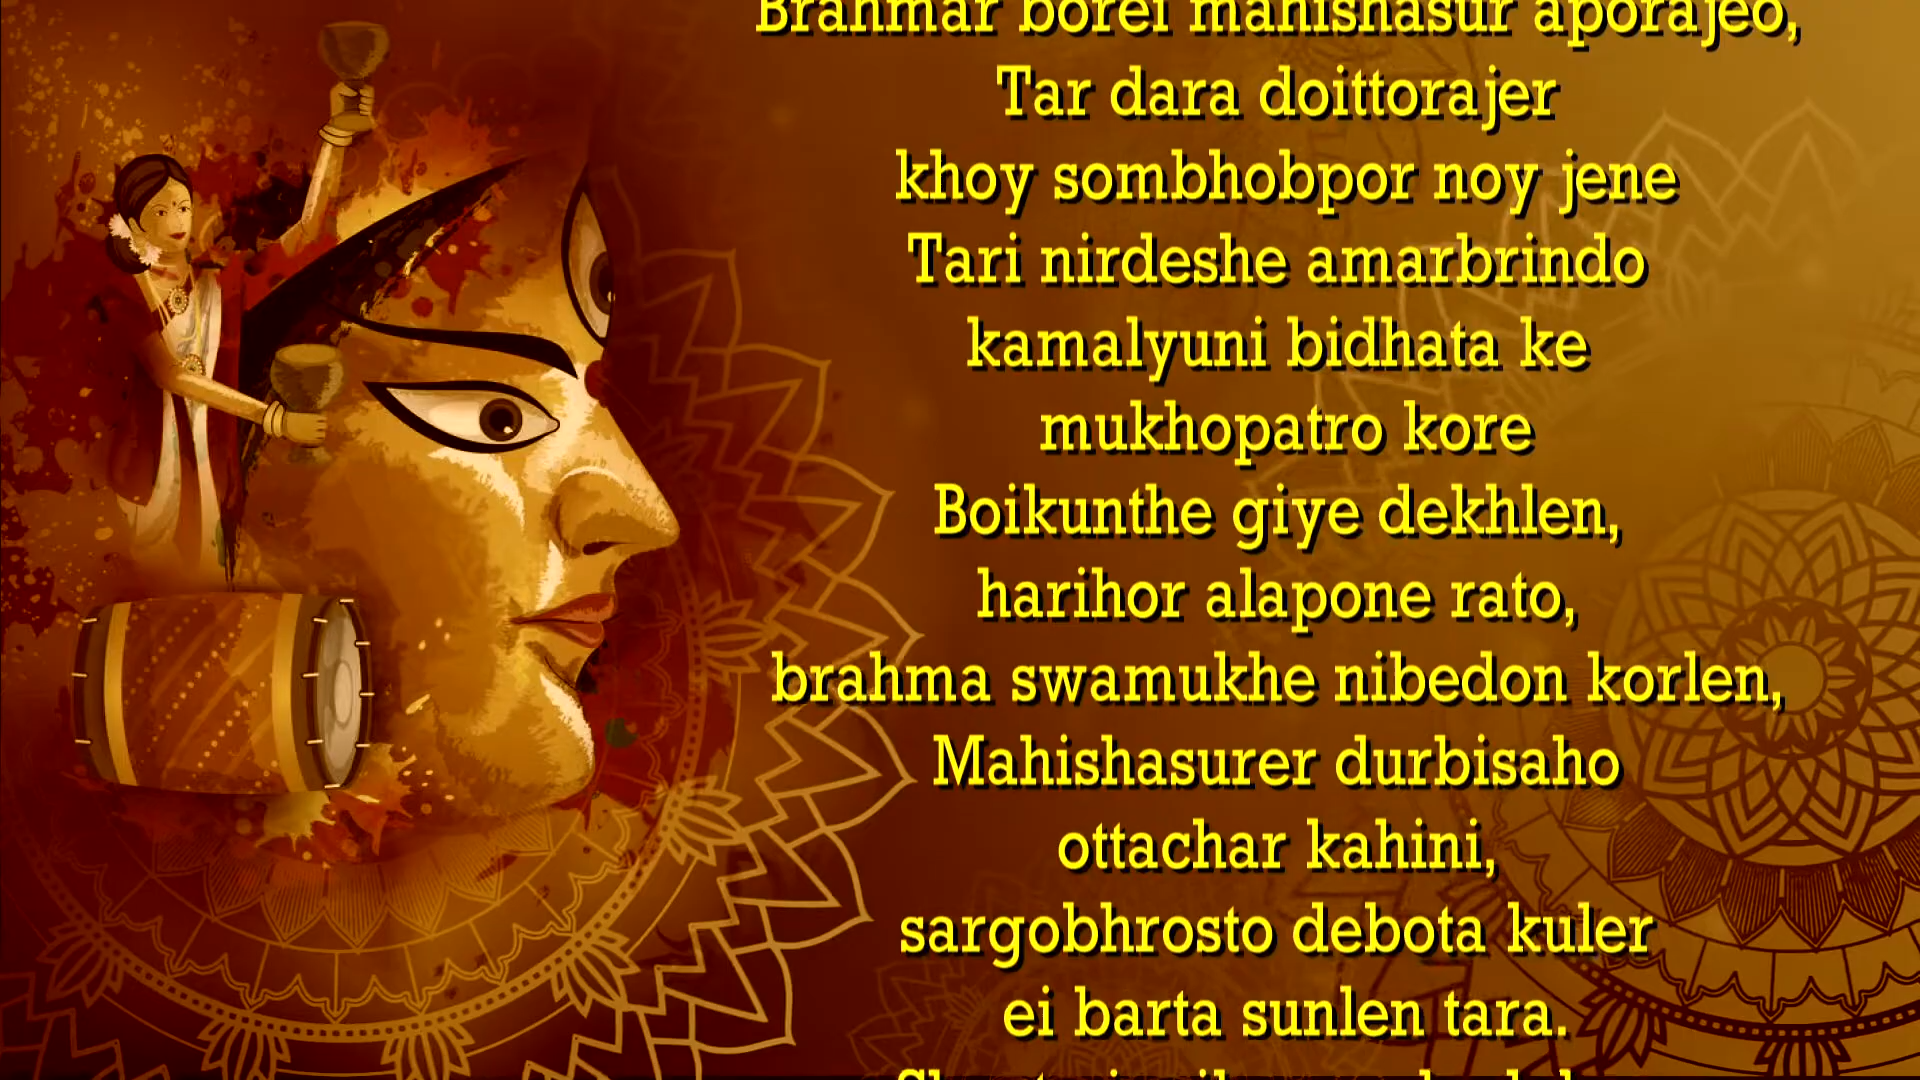 Brahmar borei mahishasur aporajeo,
Tar dara doittorajer
khoy sombhobpor noy jene
Tari nirdeshe amarbrindo
kamalyuni bidhata ke
mukhopatro kore
Boikunthe giye dekhlen,
harihor alapone rato,
brahma swamukhe nibedon korlen,
Mahishasurer durbisaho
ottachar kahini,
sargobhrosto debota kuler
ei barta sunlen tara.